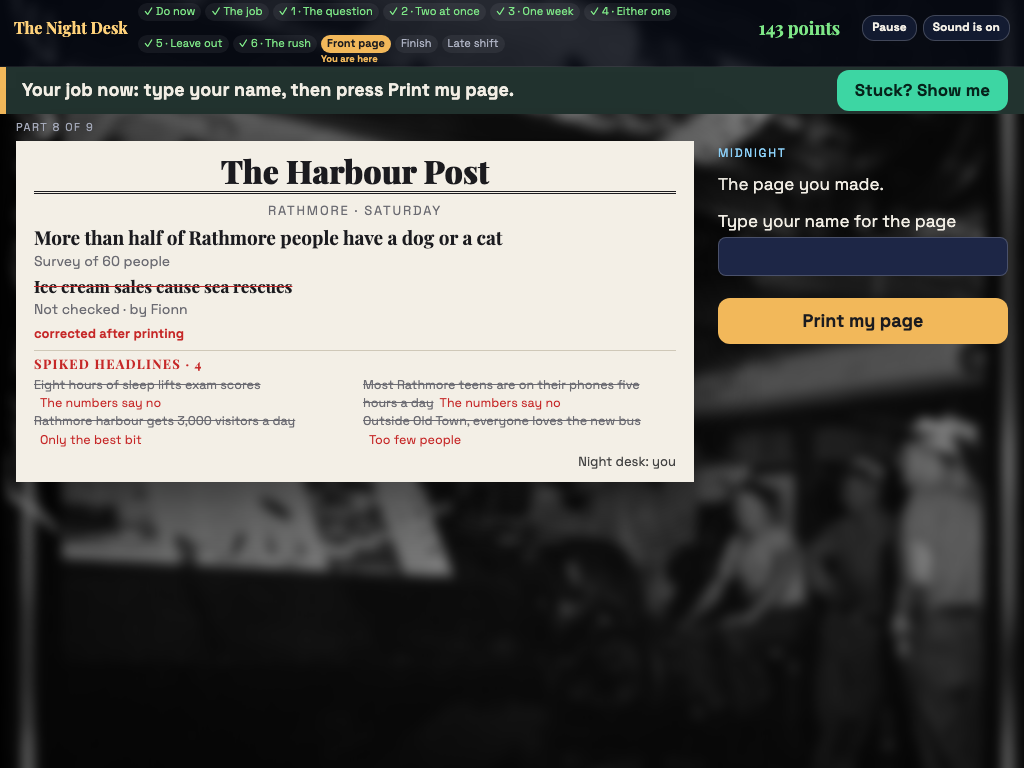 The Night Desk
✓ Do now
✓ The job
✓ 1 · The question
✓ 2 · Two at once
✓ 3 · One week
✓ 4 · Either one
✓ 5 · Leave out
✓ 6 · The rush
Front page
You are here
Finish
Late shift
143 points
Pause
Sound is on
Your job now: type your name, then press Print my page.
Stuck? Show me
PART 8 OF 9
The Harbour Post
RATHMORE · SATURDAY
More than half of Rathmore people have a dog or a cat
Survey of 60 people
Ice cream sales cause sea rescues
Not checked · by Fionn
corrected after printing
SPIKED HEADLINES · 4
Eight hours of sleep lifts exam scores
The numbers say no
Rathmore harbour gets 3,000 visitors a day
Only the best bit
Most Rathmore teens are on their phones five
hours a day The numbers say no
Outside Old Town, everyone loves the new bus
Too few people
Night desk: you
MIDNIGHT
The page you made.
Type your name for the page
Print my page